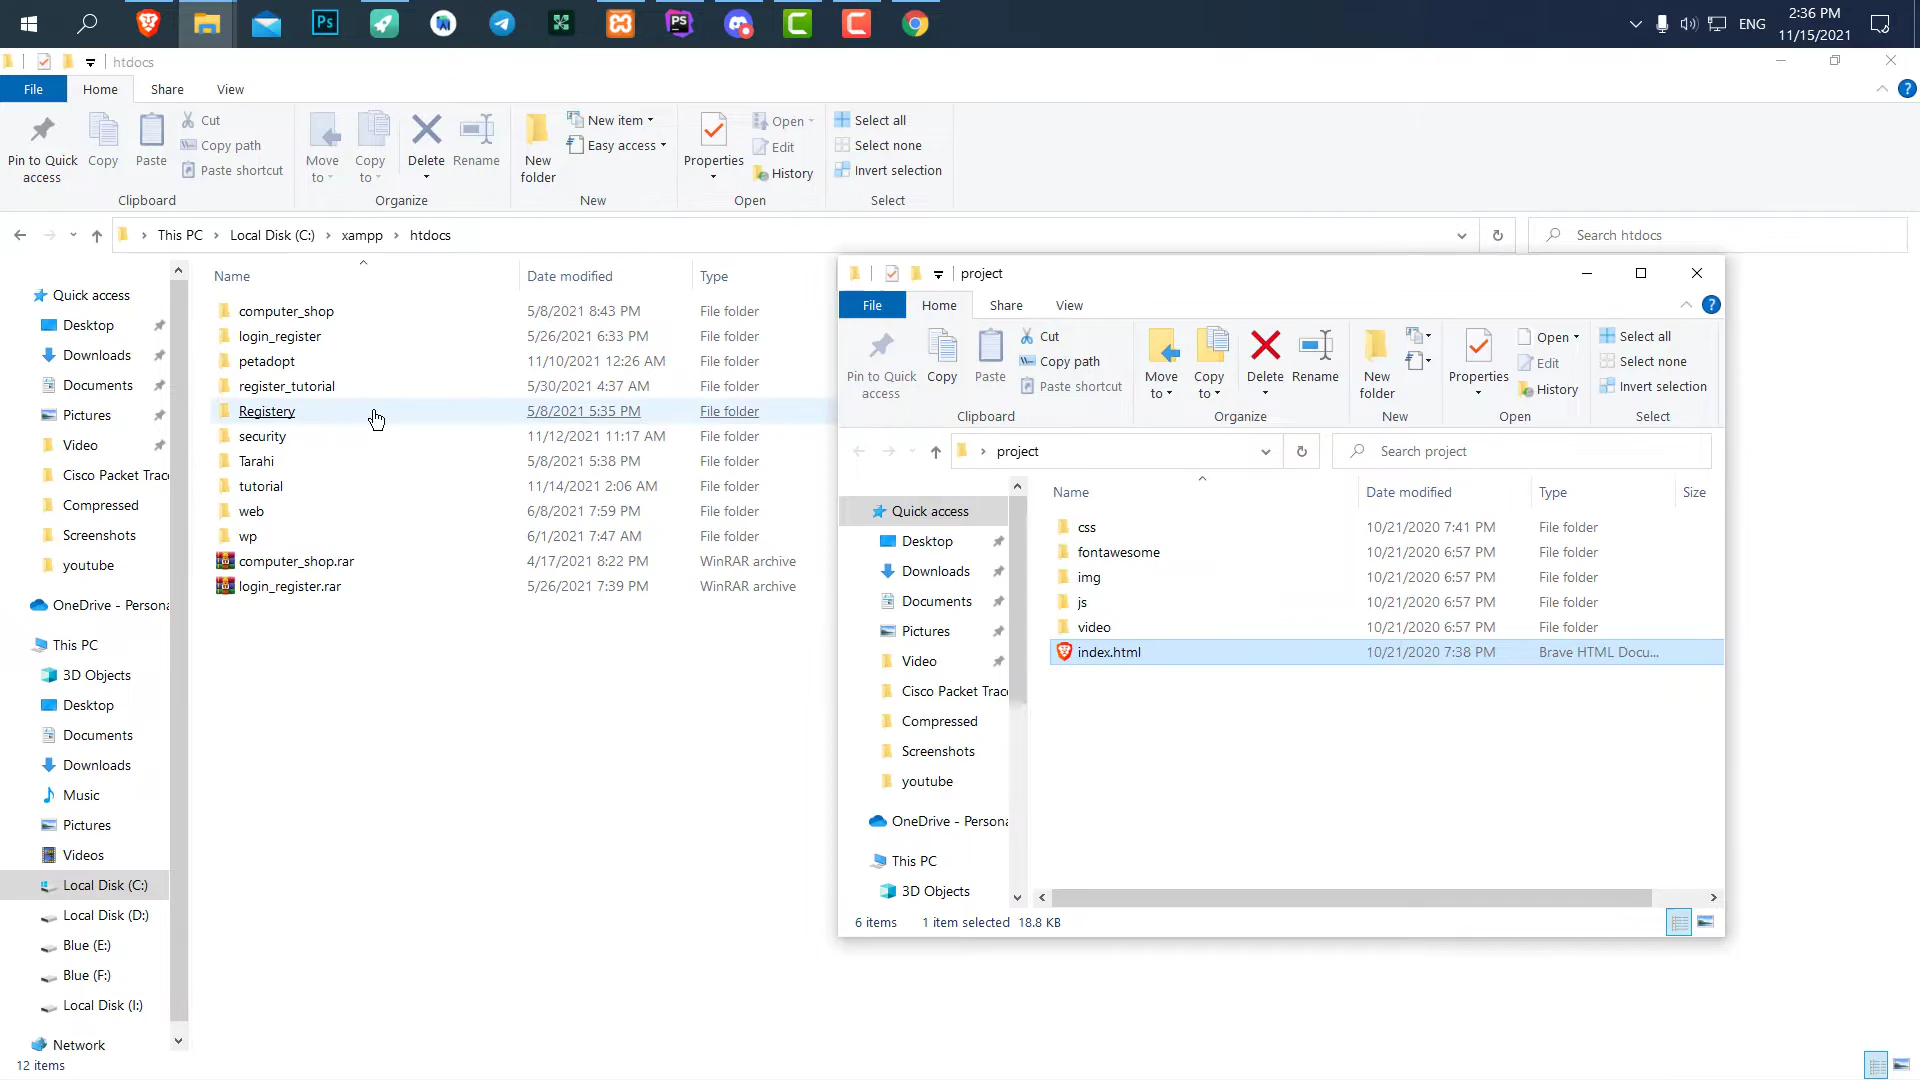 Ps
PS
ENG
2:36 PM
11/15/2021
htdocs
File
Home
Share
View
Pin to Quick access
Copy
Paste
Cut
Copy path
Paste shortcut
Clipboard
Move to
Copy to
Delete
Rename
Organize
New folder
New item
Easy access
New
Properties
Open
Edit
History
Open
Select all
Select none
Invert selection
Select
This PC > Local Disk (C:) > xampp > htdocs
Search htdocs
Quick access
Desktop
Downloads
Documents
Pictures
Video
Cisco Packet Trac
Compressed
Screenshots
youtube
OneDrive - Persona
This PC
3D Objects
Desktop
Documents
Downloads
Music
Pictures
Videos
Local Disk (C:)
Local Disk (D:)
Blue (E:)
Blue (F:)
Local Disk (I:)
Network
12 items
Name Date modified Type
computer_shop 5/8/2021 8:43 PM File folder
login_register 5/26/2021 6:33 PM File folder
petadopt 11/10/2021 12:26 AM File folder
register_tutorial 5/30/2021 4:37 AM File folder
Registery 5/8/2021 5:35 PM File folder
security 11/12/2021 11:17 AM File folder
Tarahi 5/8/2021 5:38 PM File folder
tutorial 11/14/2021 2:06 AM File folder
web 6/8/2021 7:59 PM File folder
wp 6/1/2021 7:47 AM File folder
computer_shop.rar 4/17/2021 8:22 PM WinRAR archive
login_register.rar 5/26/2021 7:39 PM WinRAR archive
project
File
Home
Share
View
Pin to Quick access
Copy
Paste
Cut
Copy path
Paste shortcut
Clipboard
Move to
Copy to
Delete
Rename
Organize
New folder
New
Properties
Open
Edit
History
Open
Select all
Select none
Invert selection
Select
> project
Search project
Quick access
Desktop
Downloads
Documents
Pictures
Video
Cisco Packet Trac
Compressed
Screenshots
youtube
OneDrive - Persona
This PC
3D Objects
Name Date modified Type Size
css 10/21/2020 7:41 PM File folder
fontawesome 10/21/2020 6:57 PM File folder
img 10/21/2020 6:57 PM File folder
js 10/21/2020 6:57 PM File folder
video 10/21/2020 6:57 PM File folder
index.html 10/21/2020 7:38 PM Brave HTML Docu...
6 items 1 item selected 18.8 KB